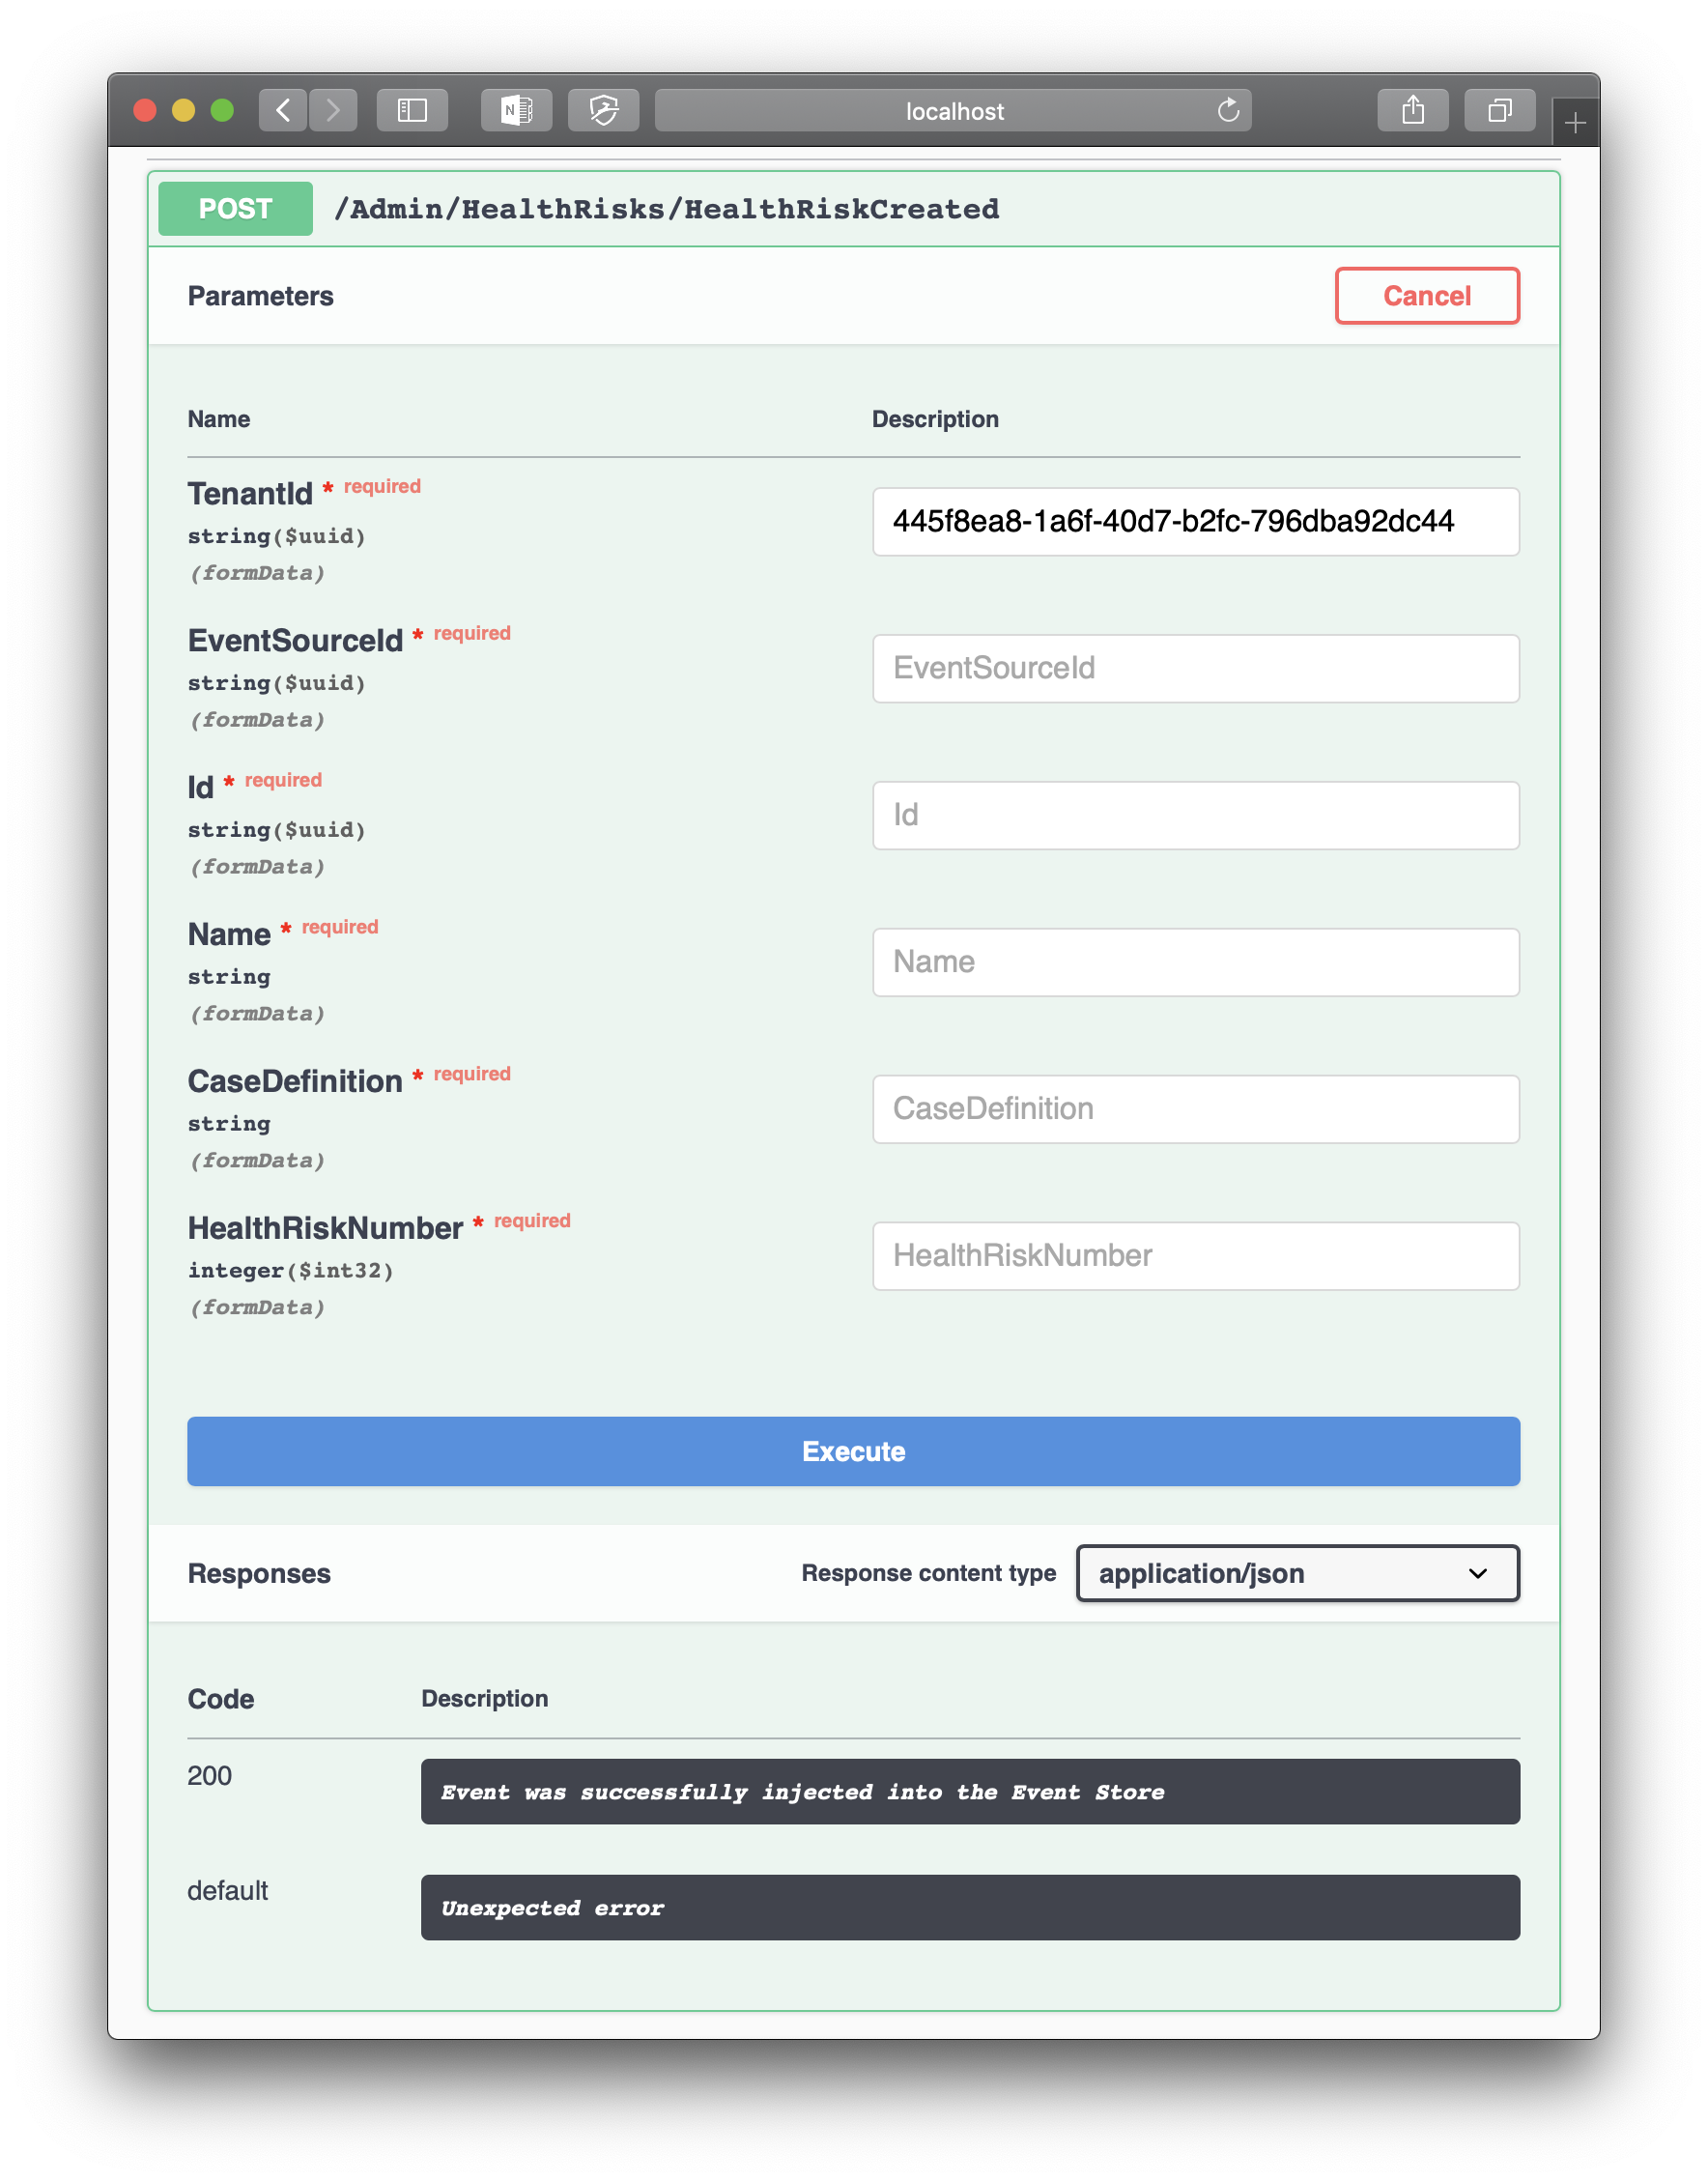 localhost
POST /Admin/HealthRisks/HealthRiskCreated
Parameters
Cancel
Name Description
TenantId * required
string($uuid)
(formData)
445f8ea8-1a6f-40d7-b2fc-796dba92dc44
EventSourceId * required
string($uuid)
(formData)
EventSourceId
Id * required
string($uuid)
(formData)
Id
Name * required
string
(formData)
Name
CaseDefinition * required
string
(formData)
CaseDefinition
HealthRiskNumber * required
integer($int32)
(formData)
HealthRiskNumber
Execute
Responses
Response content type
application/json
Code Description
200
Event was successfully injected into the Event Store
default
Unexpected error